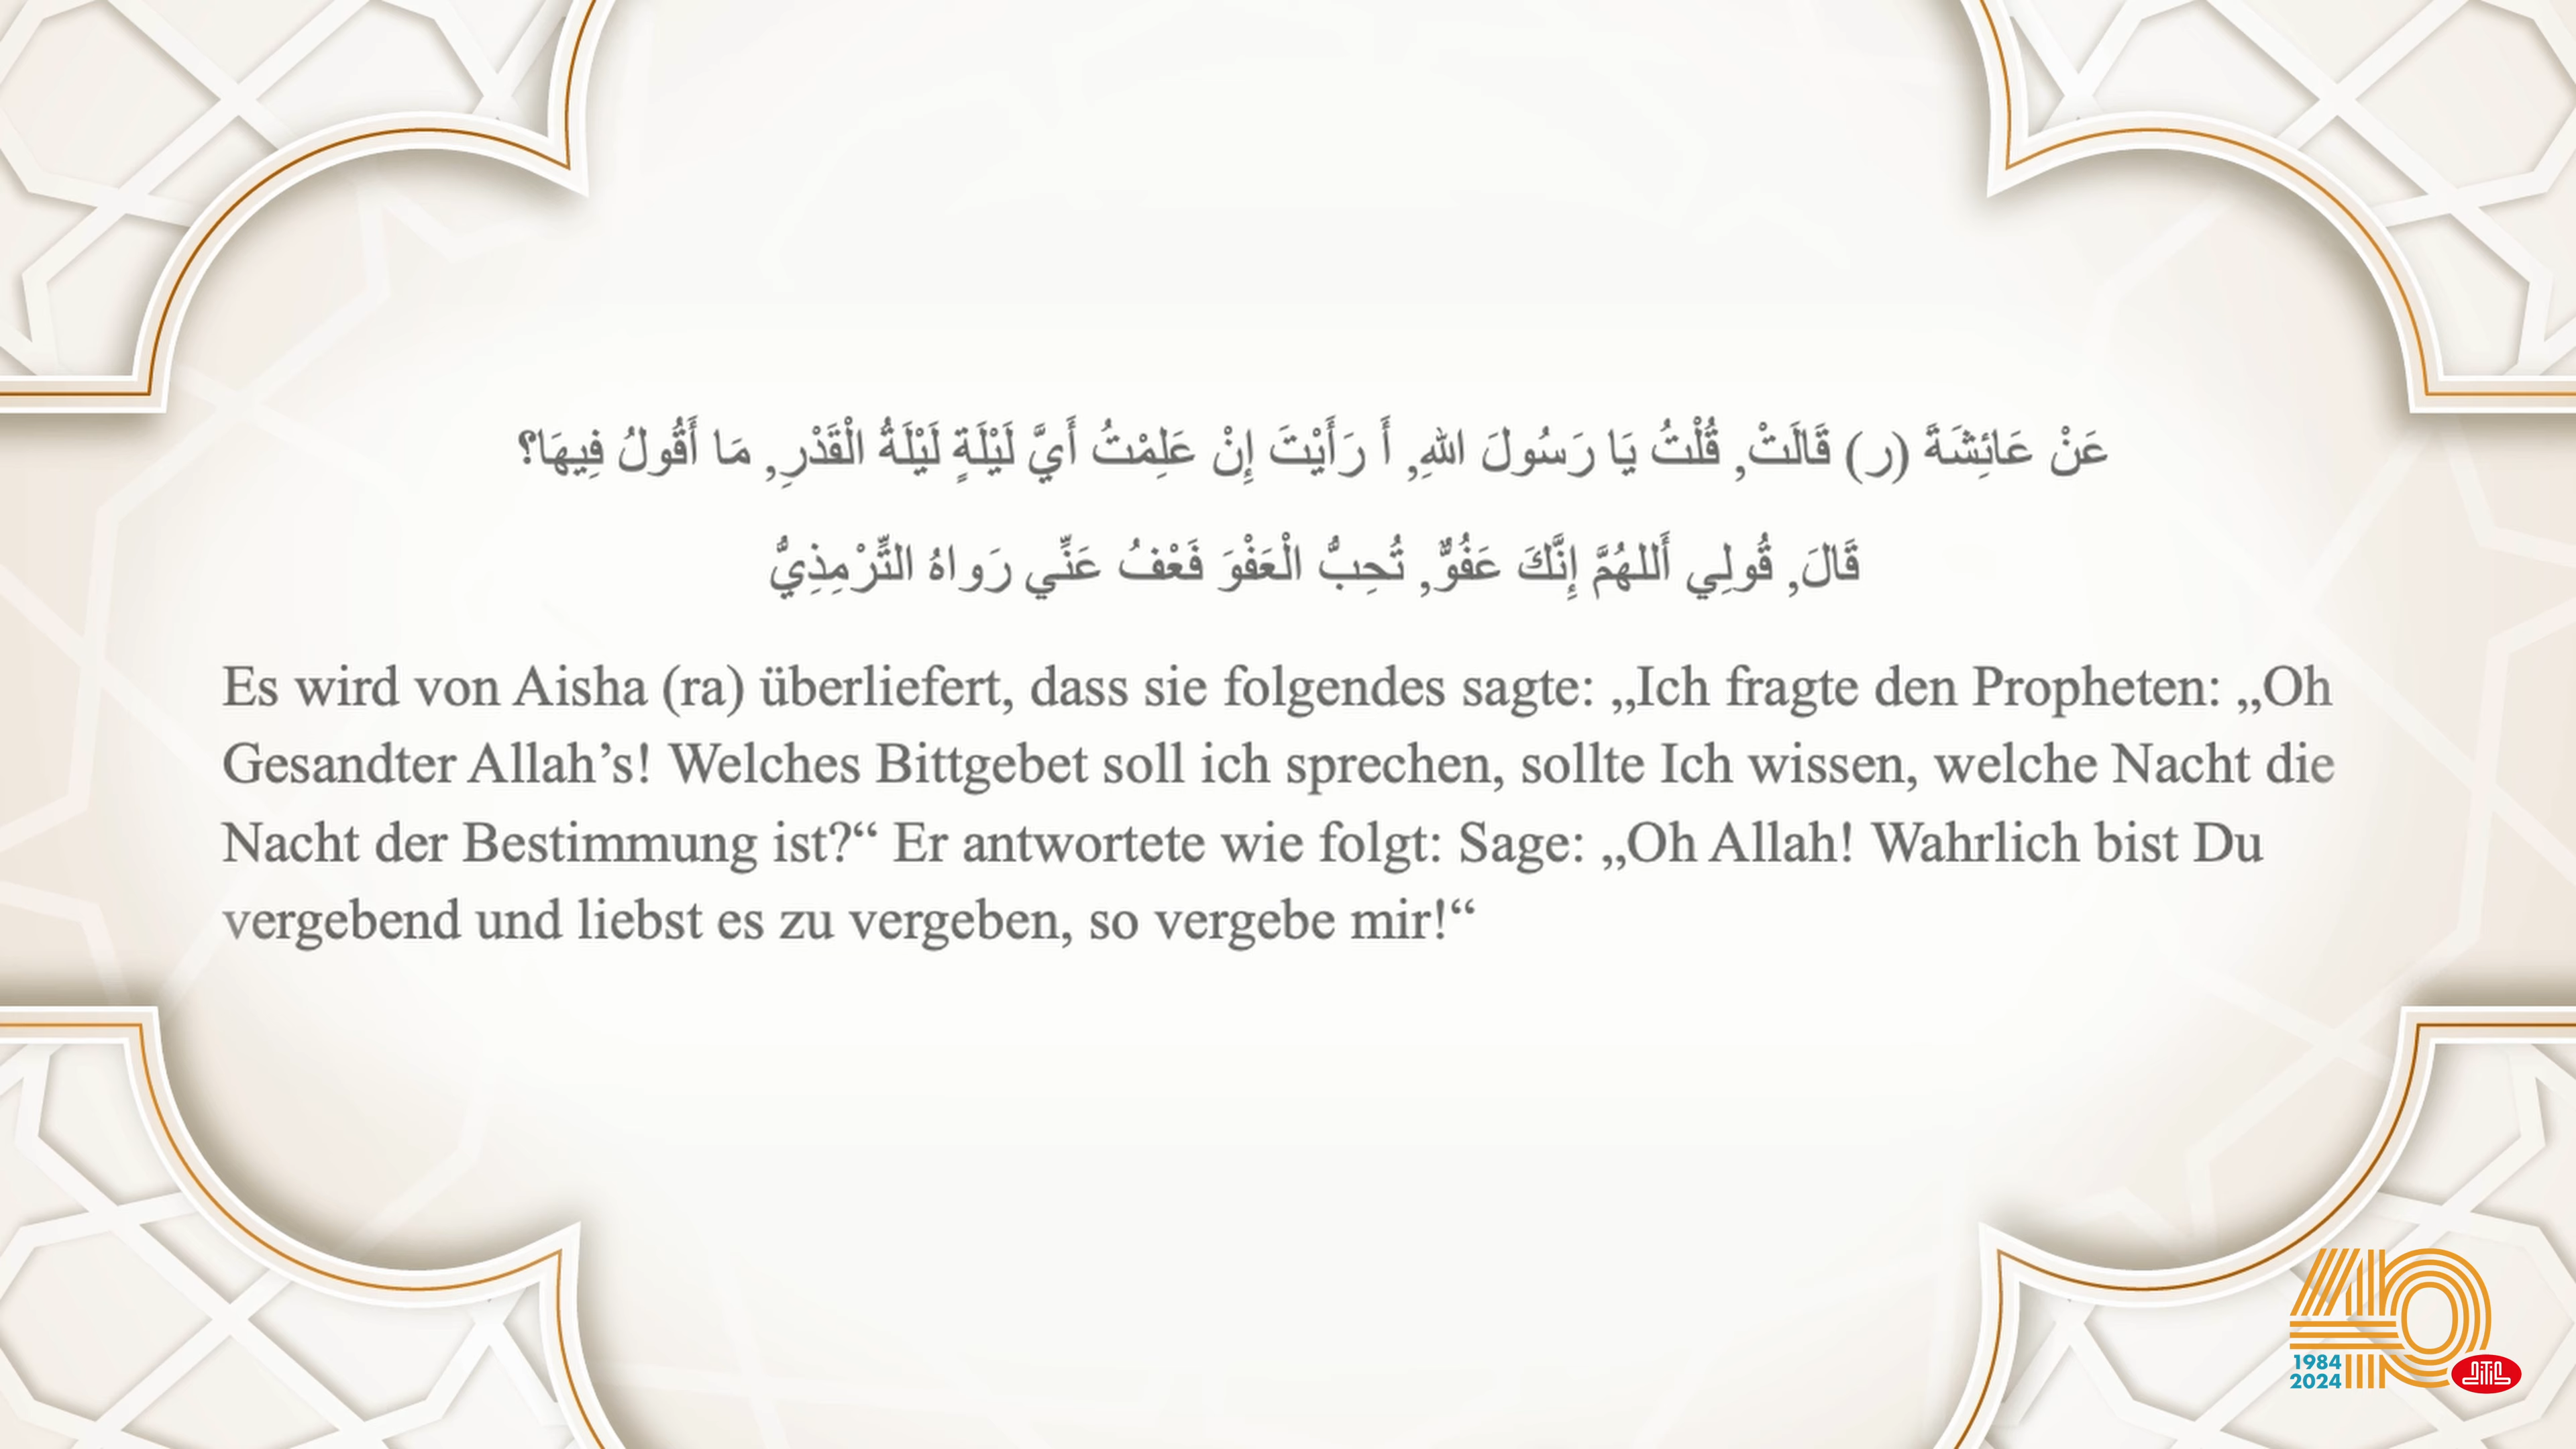 عَنْ عَائِشَةَ (ر) قَالَتْ, قُلْتُ يَا رَسُولَ اللهِ, أَ رَأَيْتَ إِنْ عَلِمْتُ أَيَّ لَيْلَةٍ لَيْلَةُ الْقَدْرِ, مَا أَقُولُ فِيهَا؟
قَالَ, قُولِي أَللهُمَّ إِنَّكَ عَفُوٌّ, تُحِبُّ الْعَفْوَ فَعْفُ عَنِّي رَواهُ التِّرْمِذِيُّ
Es wird von Aisha (ra) überliefert, dass sie folgendes sagte: „Ich fragte den Propheten: „Oh
Gesandter Allah’s! Welches Bittgebet soll ich sprechen, sollte Ich wissen, welche Nacht die
Nacht der Bestimmung ist?“ Er antwortete wie folgt: Sage: „Oh Allah! Wahrlich bist Du
vergebend und liebst es zu vergeben, so vergebe mir!“
40
1984
2024